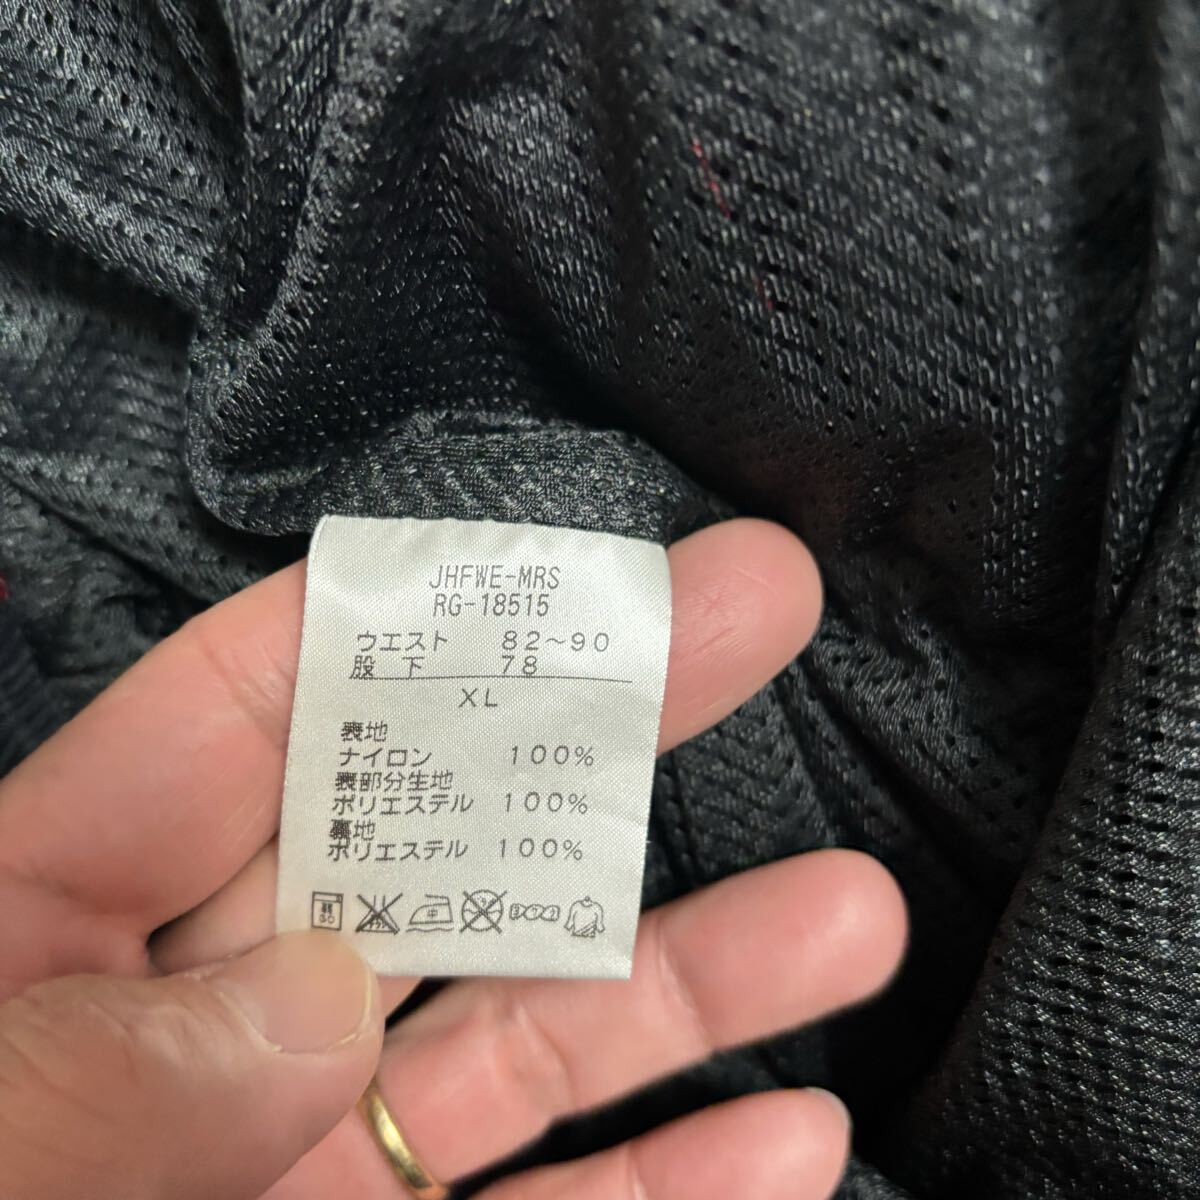 JHFWE-MRS
RG-18515
ウエスト 82～90
股下 78
XL
表地
ナイロン 100%
表部分生地
ポリエステル 100%
裏地
ポリエステル 100%
中